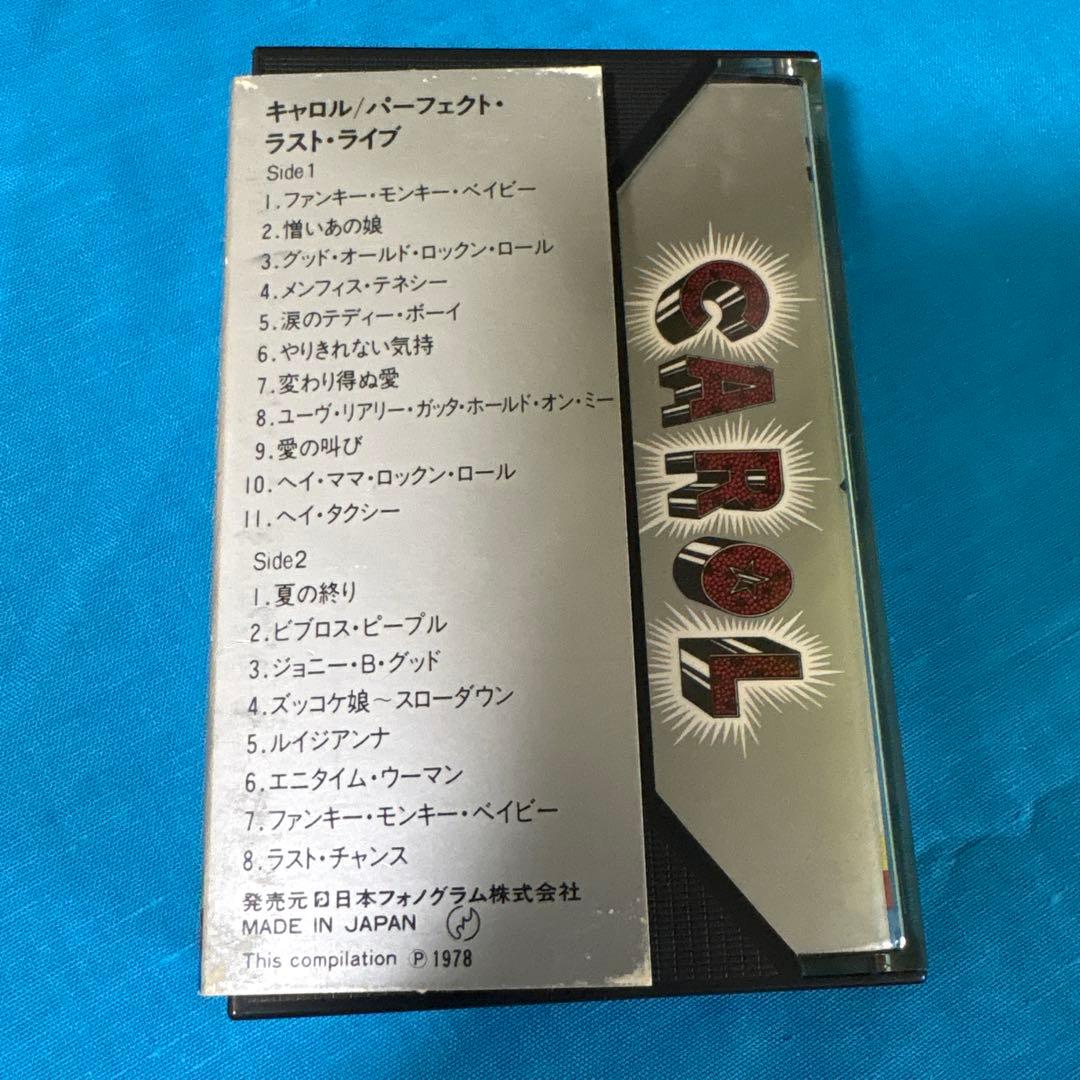 キャロル/パーフェクト・
ラスト・ライブ
Side 1
1.ファンキー・モンキー・ベイビー
2.憎いあの娘
3.グッド・オールド・ロックン・ロール
4.メンフィス・テネシー
5.涙のテディー・ボーイ
6.やりきれない気持
7.変わり得ぬ愛
8.ユーヴ・リアリー・ガッタ・ホールド・オン・ミー
9.愛の叫び
10.ヘイ・ママ・ロックン・ロール
11.ヘイ・タクシー
Side2
1.夏の終り
2.ビブロス・ピープル
3.ジョニー・B・グッド
4.ズッコケ娘～スローダウン
5.ルイジアンナ
6.エニタイム・ウーマン
7.ファンキー・モンキー・ベイビー
8.ラスト・チャンス
発売元 日本フォノグラム株式会社
MADE IN JAPAN
This compilation Ⓟ 1978
CAROL